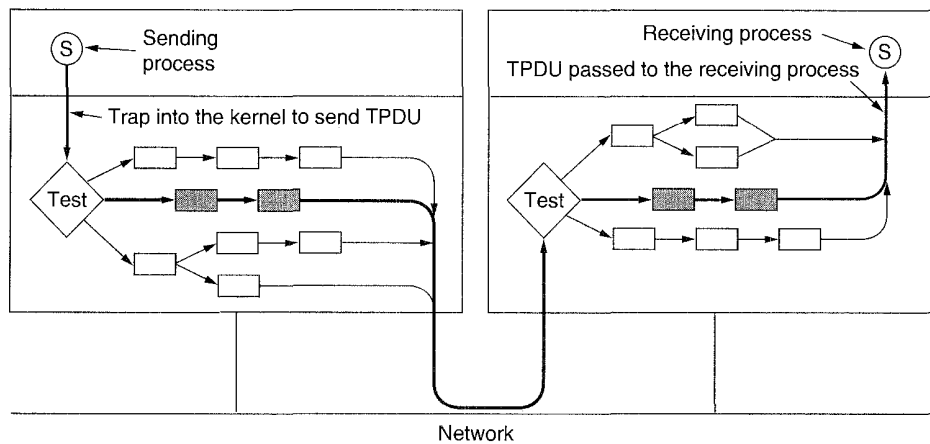 S
Sending
process
Trap into the kernel to send TPDU
Test
Receiving process
S
TPDU passed to the receiving process
Test
Network